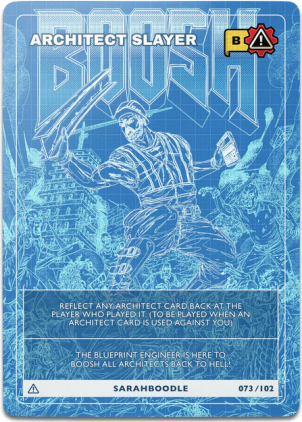 BOOSH
ARCHITECT SLAYER
B
REFLECT ANY ARCHITECT CARD BACK AT THE
PLAYER WHO PLAYED IT. (TO BE PLAYED WHEN AN
ARCHITECT CARD IS USED AGAINST YOU)
THE BLUEPRINT ENGINEER IS HERE TO
BOOSH ALL ARCHITECTS BACK TO HELL!
SARAHBOODLE
073/102